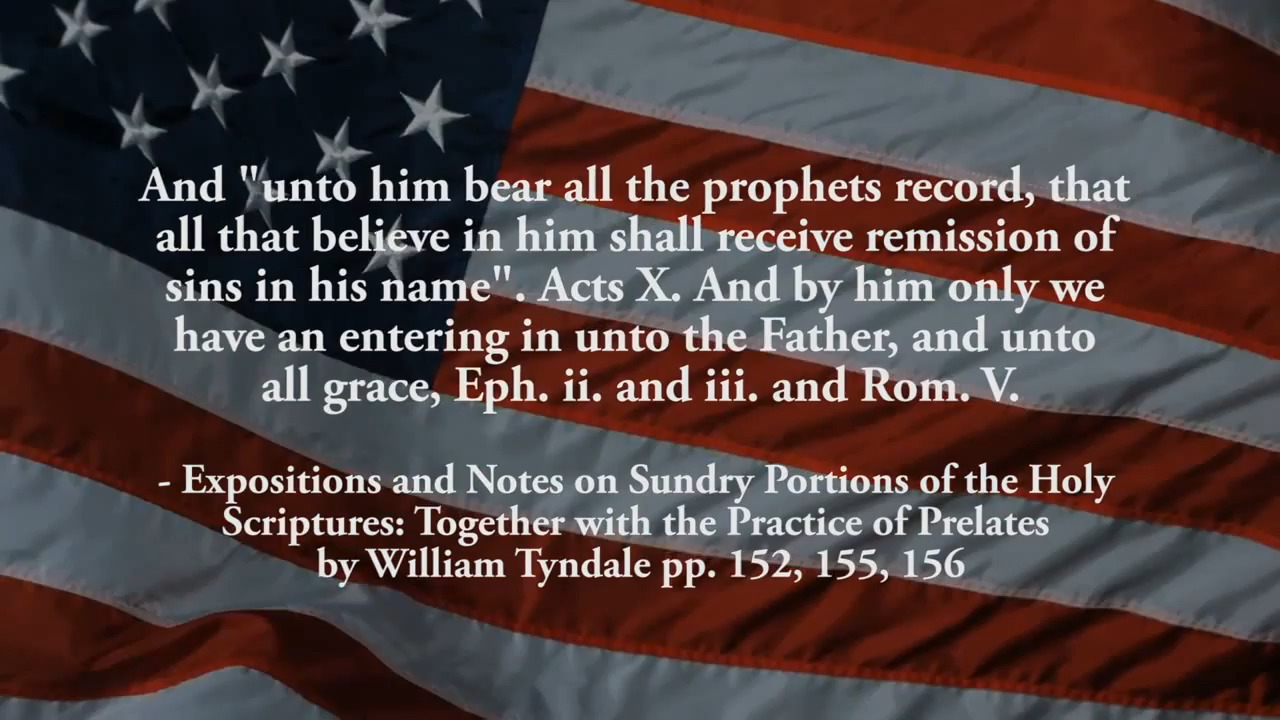 And "unto him bear all the prophets record, that
all that believe in him shall receive remission of
sins in his name". Acts X. And by him only we
have an entering in unto the Father, and unto
all grace, Eph. ii. and iii. and Rom. V.
- Expositions and Notes on Sundry Portions of the Holy
Scriptures: Together with the Practice of Prelates
by William Tyndale pp. 152, 155, 156